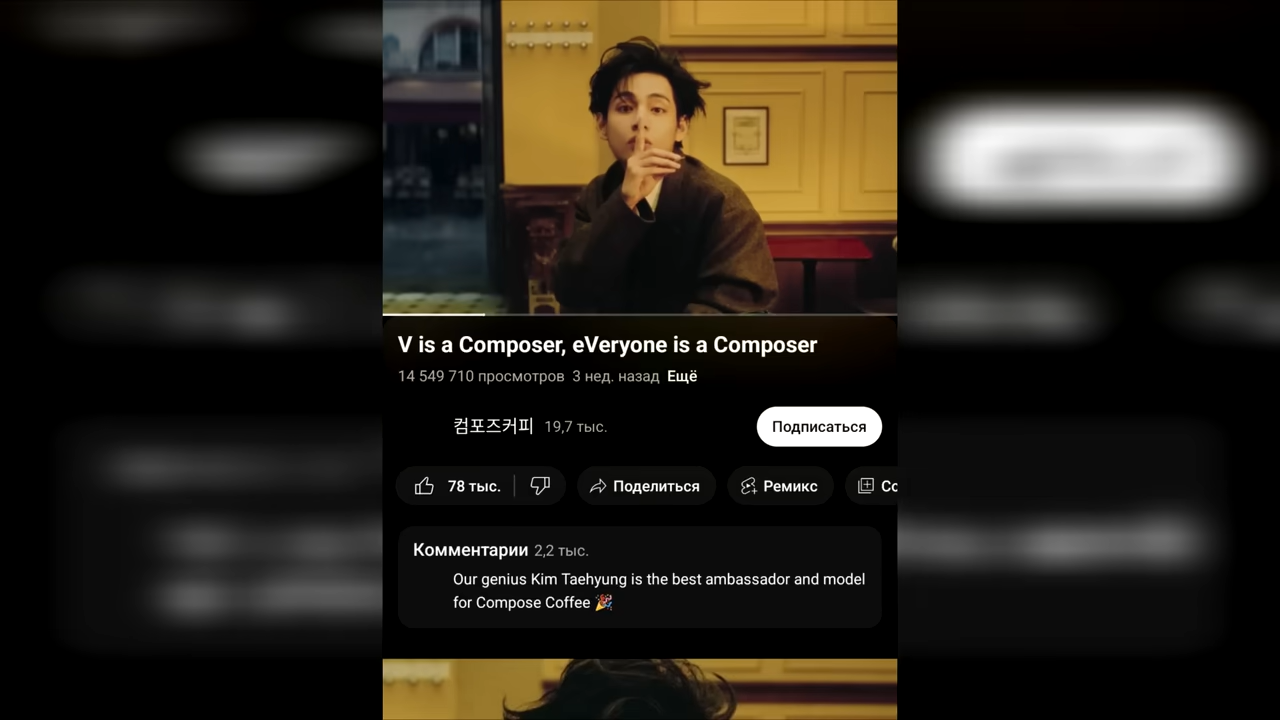 V is a Composer, eVeryone is a Composer
14 549 710 просмотров 3 нед. назад Ещё
컴포즈커피 19,7 тыс.
Подписаться
78 тыс.
Поделиться
Ремикс
Со
Комментарии 2,2 тыс.
Our genius Kim Taehyung is the best ambassador and model
for Compose Coffee 🎉